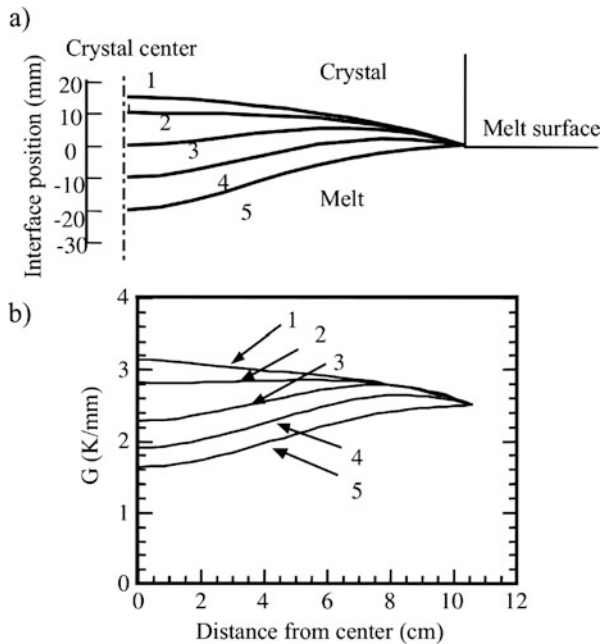 a)
Crystal center
Interface position (mm)
20
10
0
-10
-20
-30
1
2
3
4
5
Crystal
Melt
Melt surface
b)
G (K/mm)
4
3
2
1
0
1
2
3
4
5
0 2 4 6 8 10 12
Distance from center (cm)